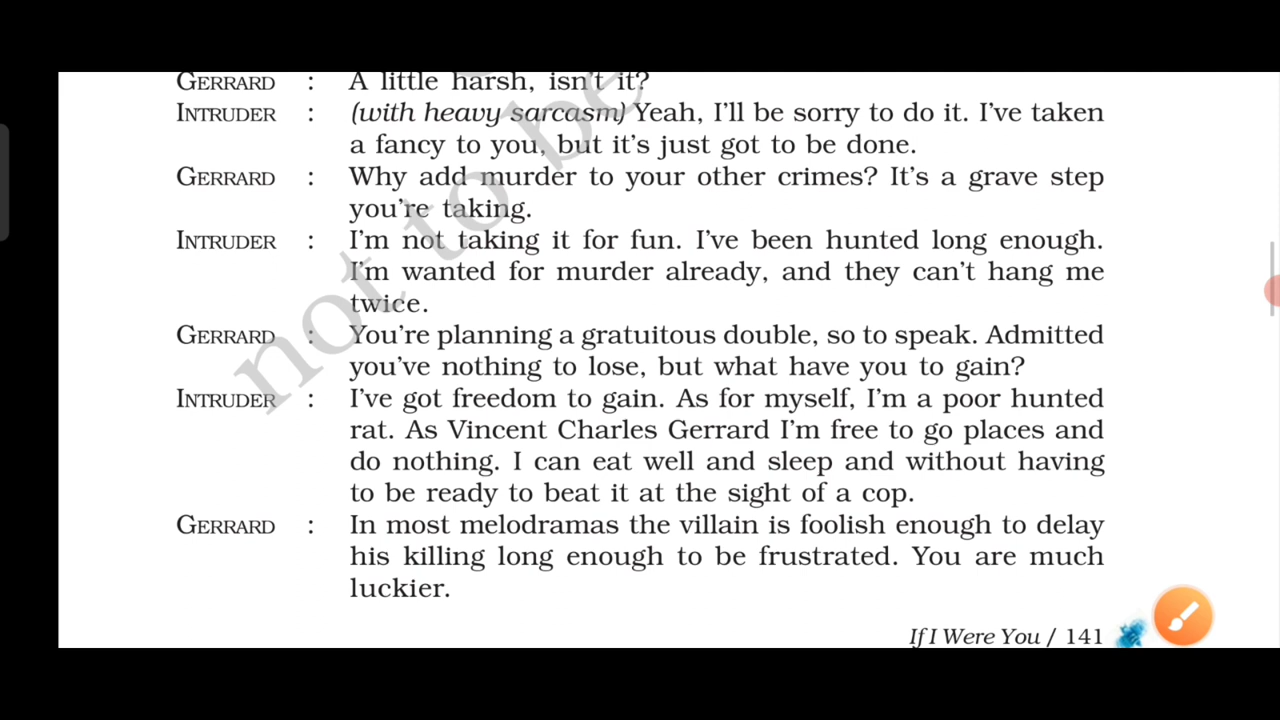 GERRARD : A little harsh, isn't it?
INTRUDER : (with heavy sarcasm) Yeah, I'll be sorry to do it. I've taken
a fancy to you, but it's just got to be done.
GERRARD : Why add murder to your other crimes? It's a grave step
you're taking.
INTRUDER : I'm not taking it for fun. I've been hunted long enough.
I'm wanted for murder already, and they can't hang me
twice.
GERRARD : You're planning a gratuitous double, so to speak. Admitted
you've nothing to lose, but what have you to gain?
INTRUDER : I've got freedom to gain. As for myself, I'm a poor hunted
rat. As Vincent Charles Gerrard I'm free to go places and
do nothing. I can eat well and sleep and without having
to be ready to beat it at the sight of a cop.
GERRARD : In most melodramas the villain is foolish enough to delay
his killing long enough to be frustrated. You are much
luckier.
If I Were You / 141
not to be